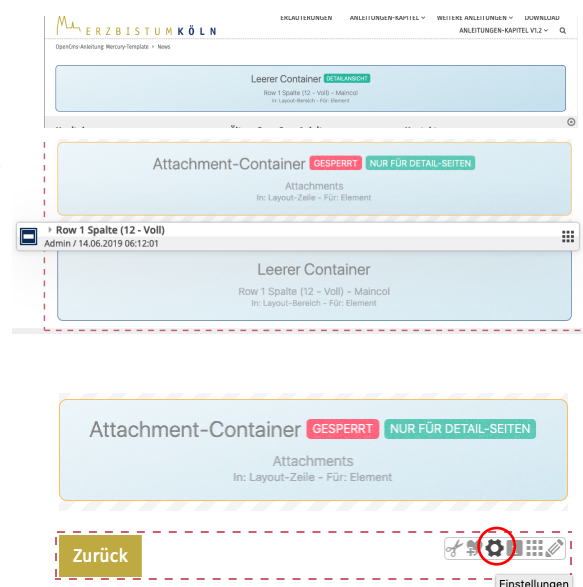 ERLÄUTERUNGEN ANLEITUNGEN-KAPITEL WEITERE ANLEITUNGEN DOWNLOAD
ERZBISTUMKÖLN
ANLEITUNGEN-KAPITEL V1.2
OpenCms-Anleitung: Mercury-Template › News
Leerer Container DETAILANSICHT
Row 1 Spalte (12 - Voll) - Maincol
In: Layout-Bereich - Für: Element
Attachment-Container GESPERRT NUR FÜR DETAIL-SEITEN
Attachments
In: Layout-Zeile - Für: Element
Row 1 Spalte (12 - Voll)
Admin / 14.06.2019 06:12:01
Leerer Container
Row 1 Spalte (12 - Voll) - Maincol
In: Layout-Bereich - Für: Element
Attachment-Container GESPERRT NUR FÜR DETAIL-SEITEN
Attachments
In: Layout-Zeile - Für: Element
Zurück
Einstellungen